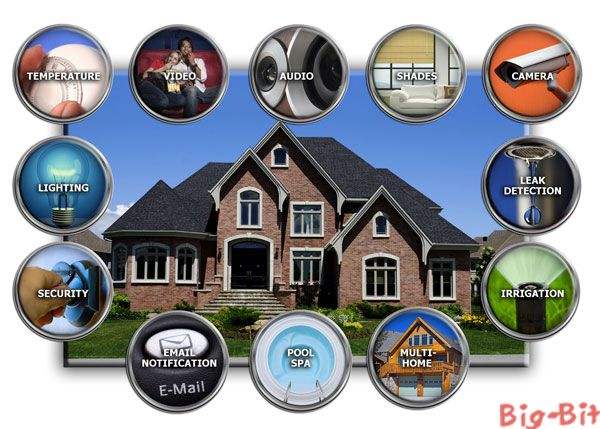 TEMPERATURE
VIDEO
AUDIO
SHADES
CAMERA
LIGHTING
LEAK
DETECTION
SECURITY
IRRIGATION
EMAIL
NOTIFICATION
E-Mail
POOL
SPA
MULTI-
HOME
Big-Bit